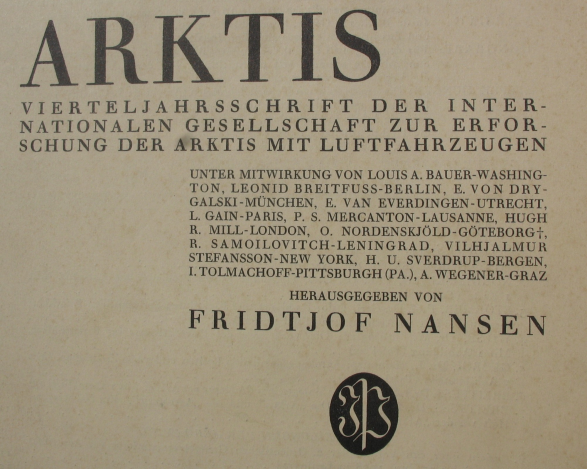 ARKTIS
VIERTELJAHRSSCHRIFT DER INTER-
NATIONALEN GESELLSCHAFT ZUR ERFOR-
SCHUNG DER ARKTIS MIT LUFTFAHRZEUGEN
UNTER MITWIRKUNG VON LOUIS A. BAUER-WASHING-
TON, LEONID BREITFUSS-BERLIN, E. VON DRY-
GALSKI-MÜNCHEN, E. VAN EVERDINGEN-UTRECHT,
L. GAIN-PARIS, P. S. MERCANTON-LAUSANNE, HUGH
R. MILL-LONDON, O. NORDENSKJÖLD-GÖTEBORG†,
R. SAMOILOVITCH-LENINGRAD, VILHJALMUR
STEFANSSON-NEW YORK, H. U. SVERDRUP-BERGEN,
I. TOLMACHOFF-PITTSBURGH (PA.), A. WEGENER-GRAZ
HERAUSGEGEBEN VON
FRIDTJOF NANSEN
JP